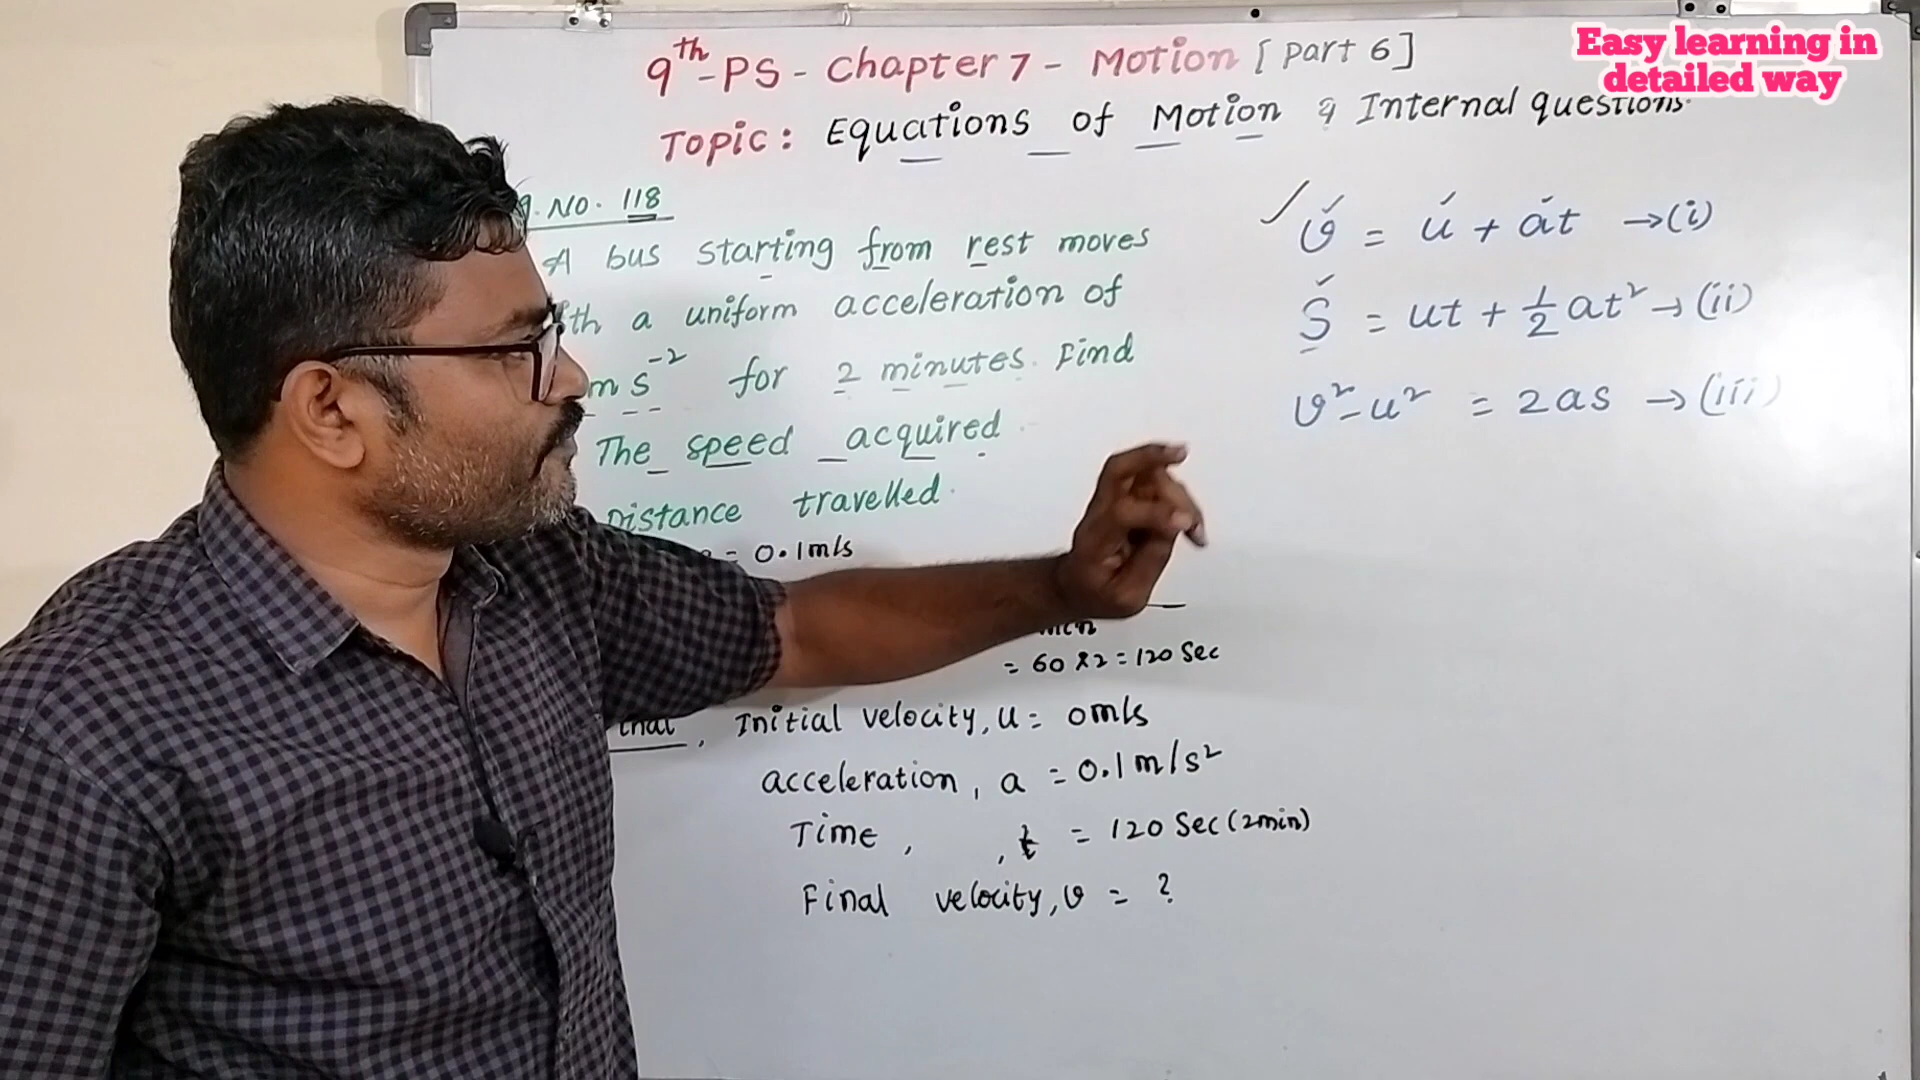 Easy learning in
detailed way
9th - PS - Chapter 7 - Motion [Part 6]
Topic: Equations of Motion & Internal questions
NO. 118
A bus starting from rest moves
a uniform acceleration of
m s⁻² for 2 minutes. Find
The speed acquired.
Distance travelled.
= 0.1 m/s
= 60 x 2 = 120 Sec
that, Initial velocity, u = 0 m/s
acceleration, a = 0.1 m/s²
Time, , t = 120 Sec (2min)
Final velocity, v = ?
✓ v = u + at → (i)
S = ut + 1/2 at² → (ii)
v² - u² = 2as → (iii)